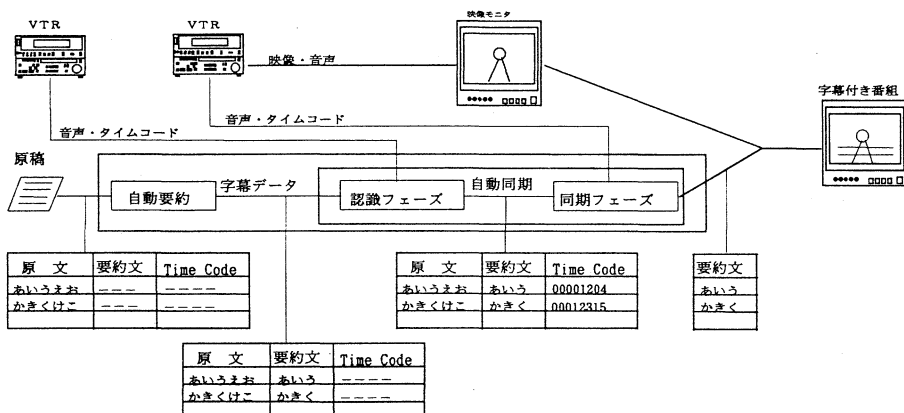 VTR
VTR
映像モニタ
映像・音声
字幕付き番組
音声・タイムコード
音声・タイムコード
原稿
自動要約
字幕データ
認識フェーズ
自動同期
同期フェーズ
原 文 要約文 Time Code
あいうえお ——— ————
かきくけこ ——— ————
原 文 要約文 Time Code
あいうえお あいう 00001204
かきくけこ かきく 00012315
要約文
あいう
かきく
原 文 要約文 Time Code
あいうえお あいう ————
かきくけこ かきく ————